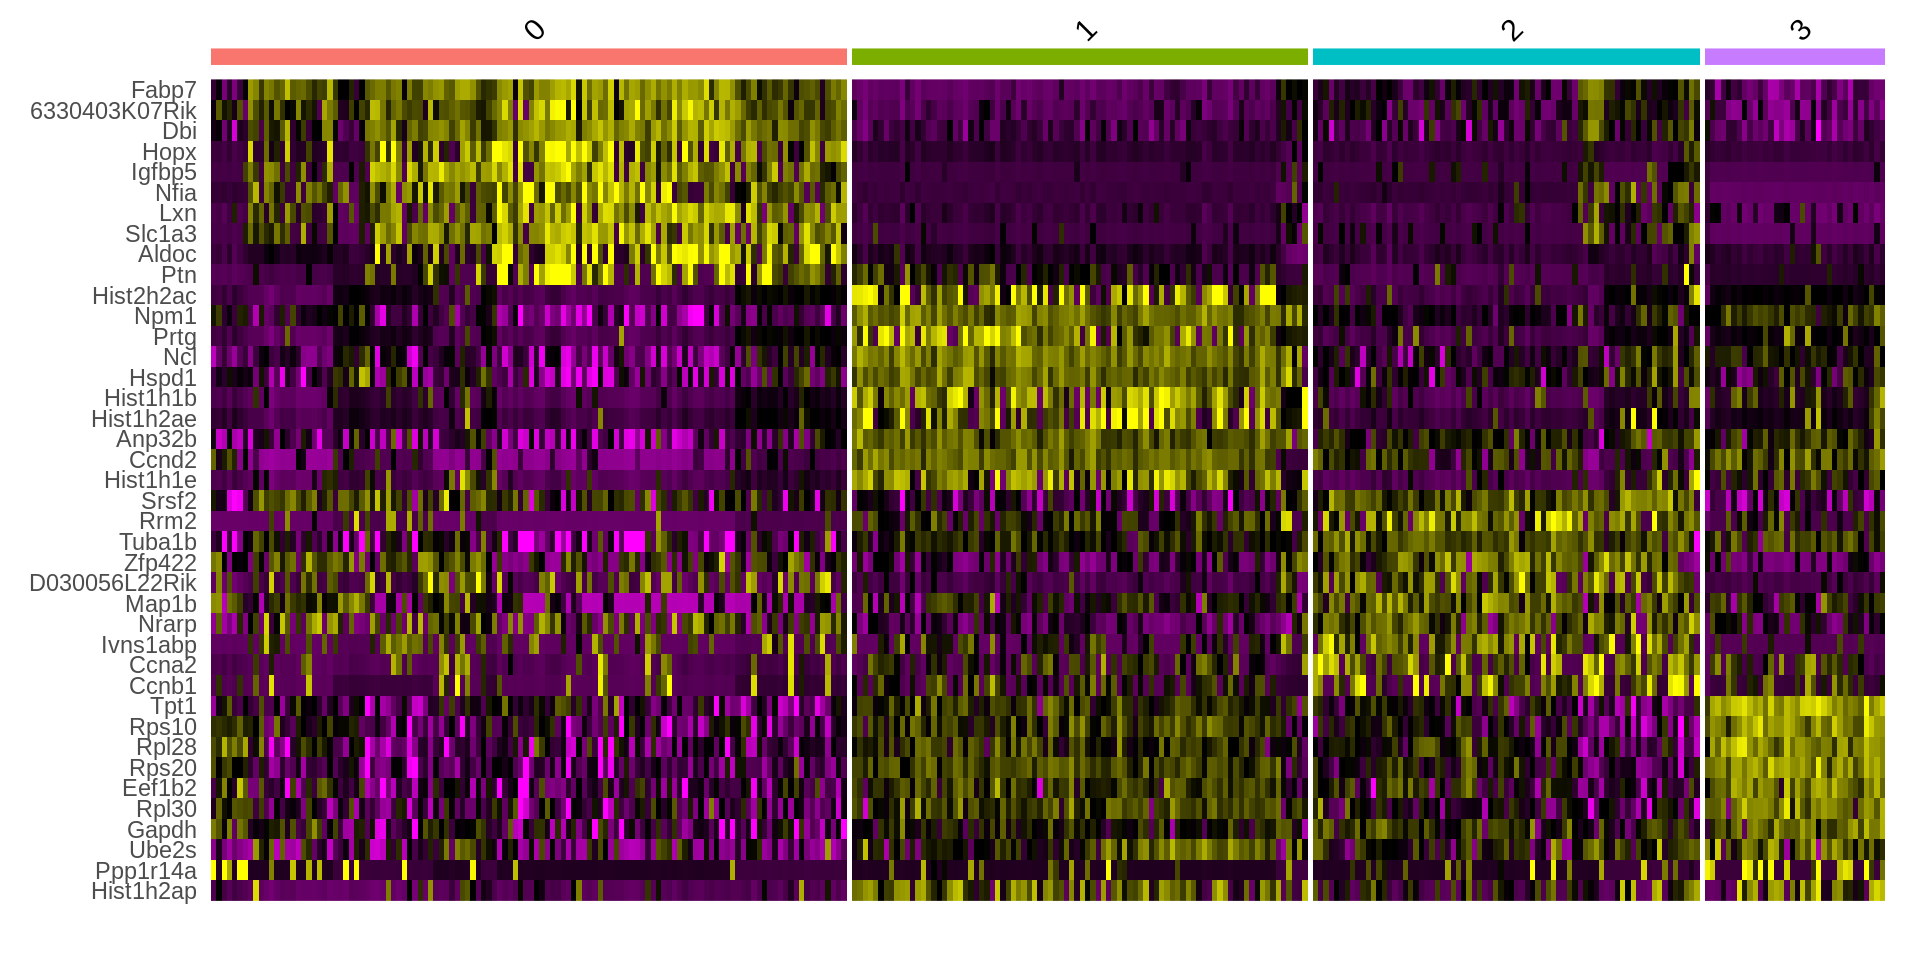 0 1 2 3
Fabp7
6330403K07Rik
Dbi
Hopx
Igfbp5
Nfia
Lxn
Slc1a3
Aldoc
Ptn
Hist2h2ac
Npm1
Prtg
Ncl
Hspd1
Hist1h1b
Hist1h2ae
Anp32b
Ccnd2
Hist1h1e
Srsf2
Rrm2
Tuba1b
Zfp422
D030056L22Rik
Map1b
Nrarp
Ivns1abp
Ccna2
Ccnb1
Tpt1
Rps10
Rpl28
Rps20
Eef1b2
Rpl30
Gapdh
Ube2s
Ppp1r14a
Hist1h2ap